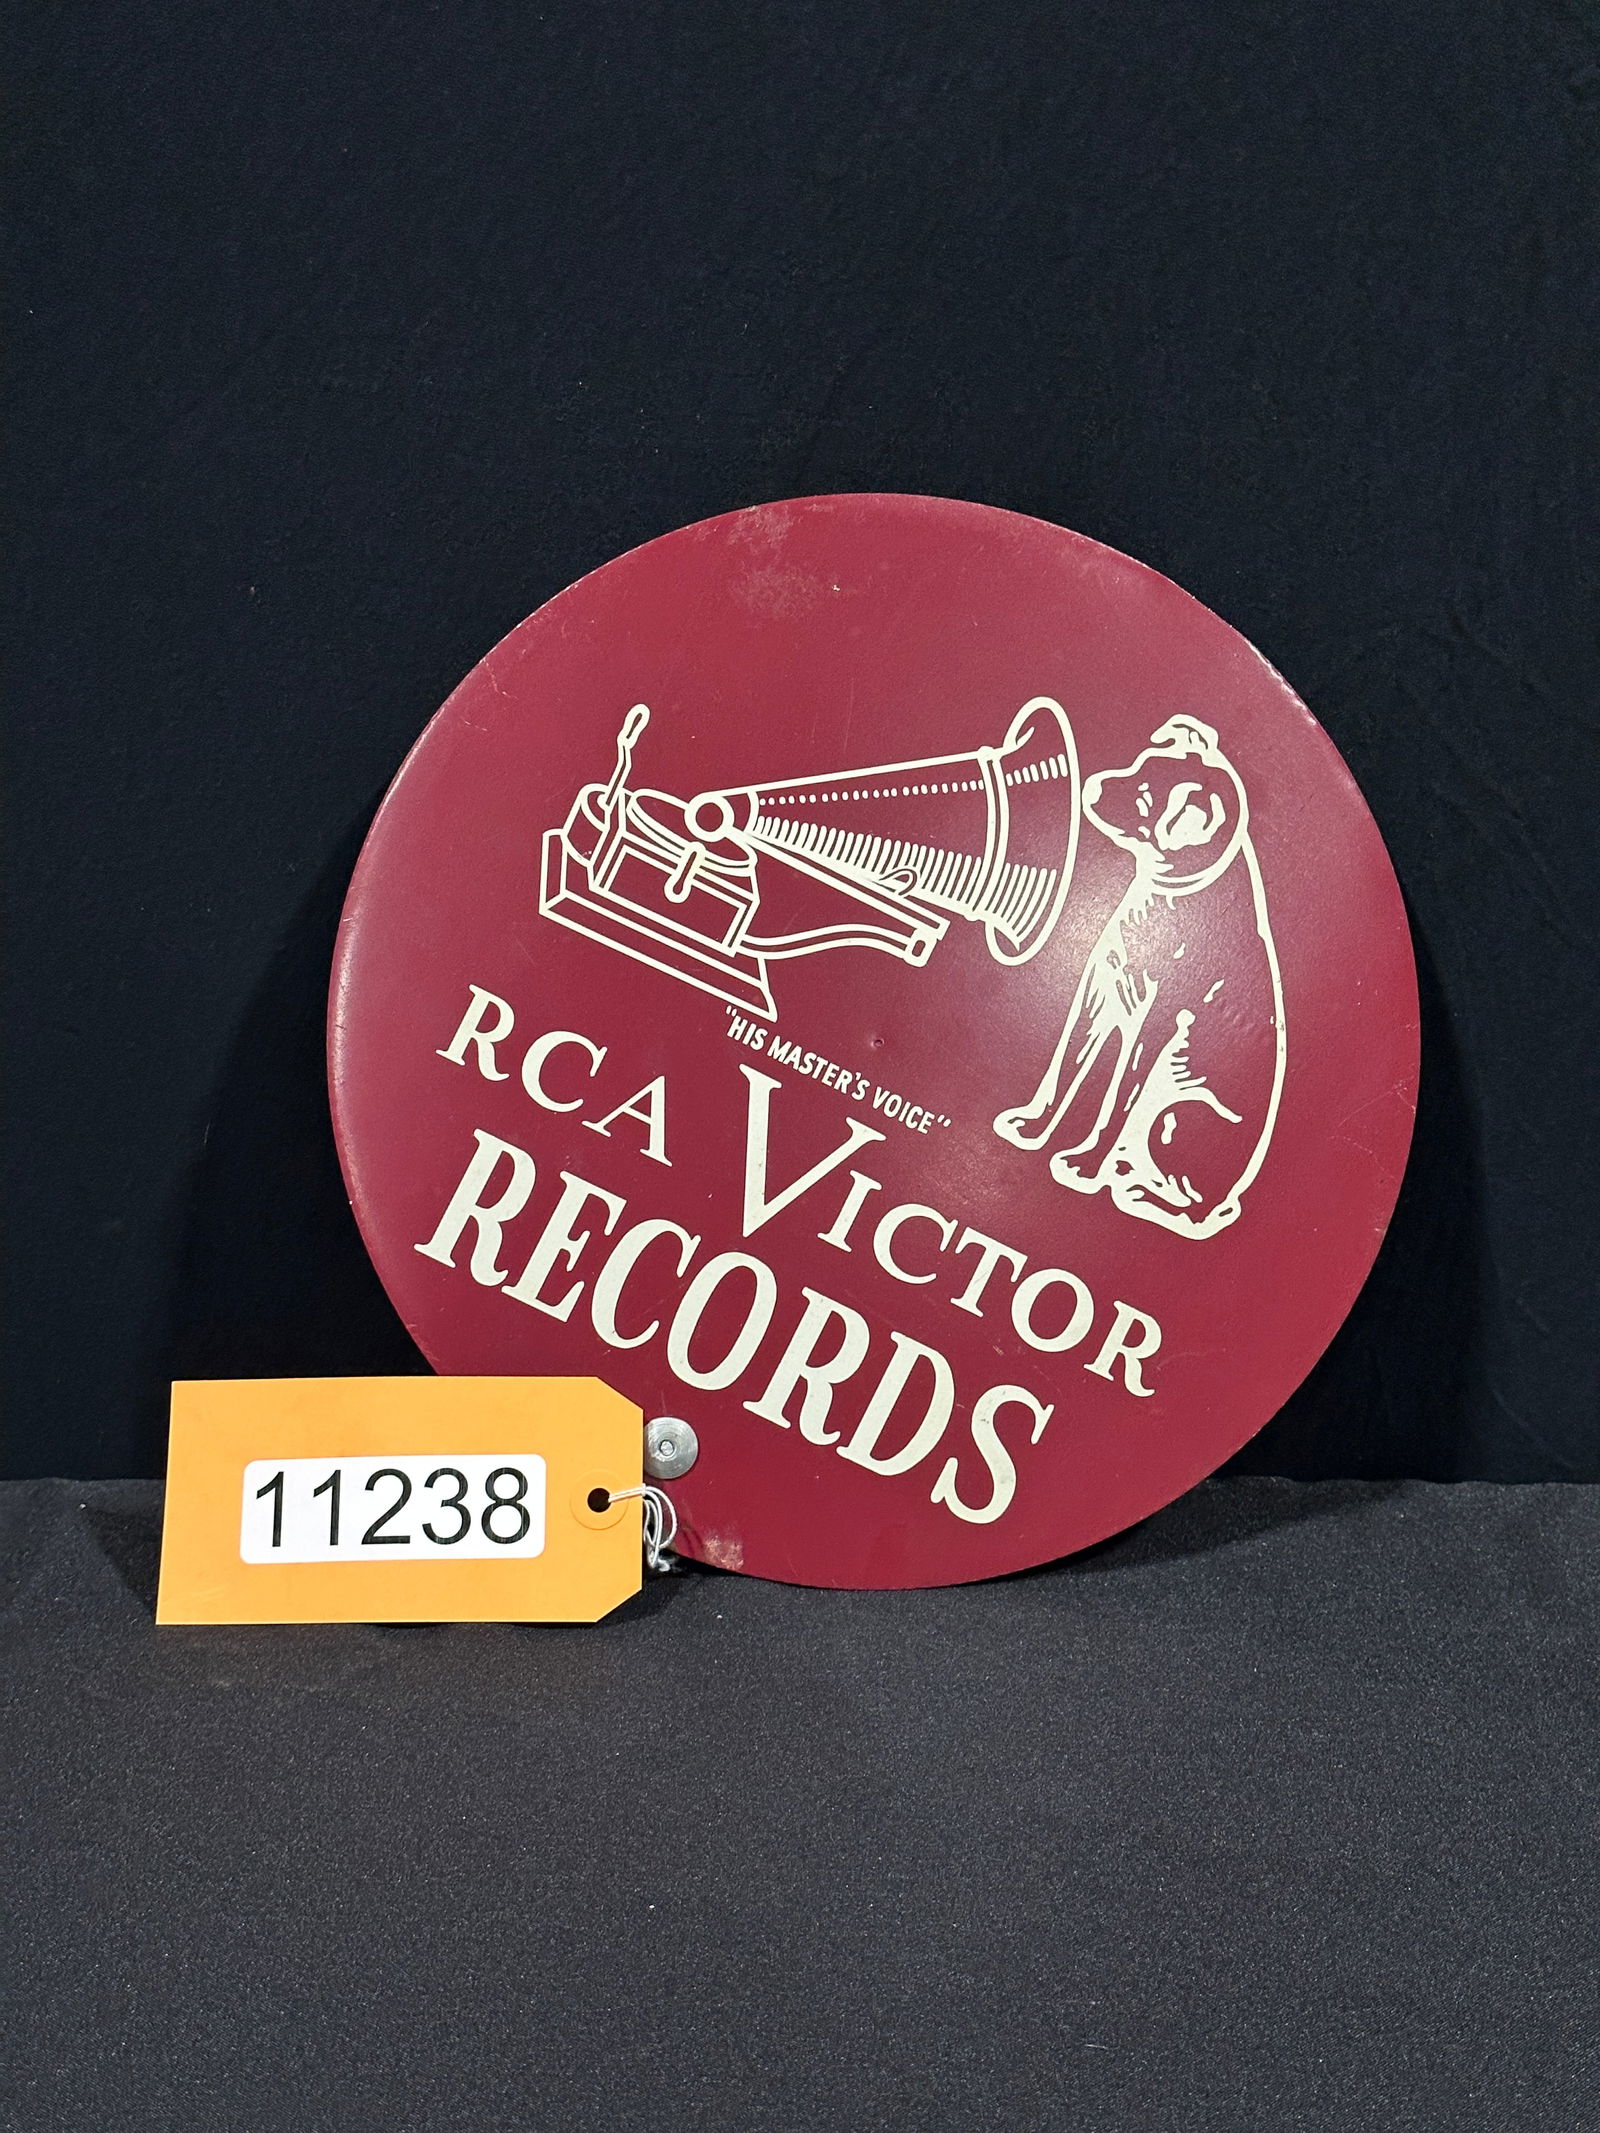 "HIS MASTER'S VOICE"
RCA VICTOR
RECORDS
11238